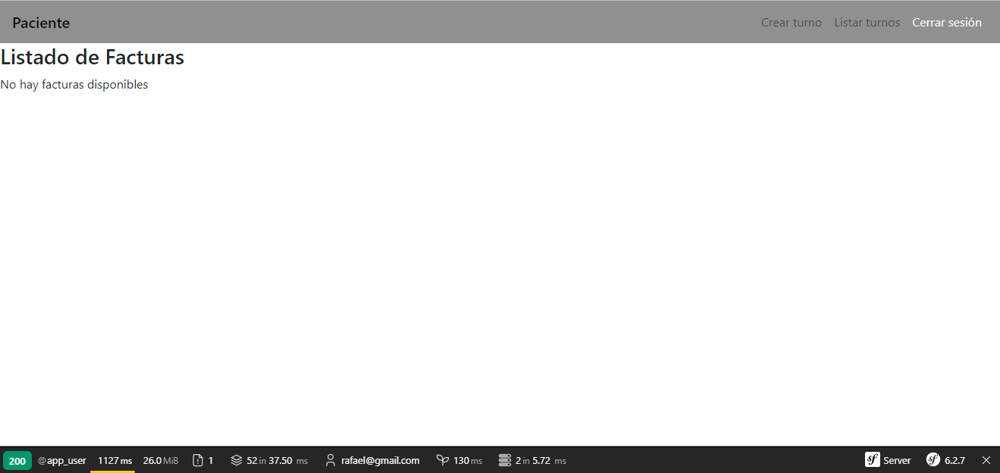 Paciente Crear turno Listar turnos Cerrar sesión
Listado de Facturas
No hay facturas disponibles
200 @app_user 1127 ms 26.0 MiB 1 52 in 37.50 ms rafael@gmail.com 130 ms 2 in 5.72 ms sf Server sf 6.2.7